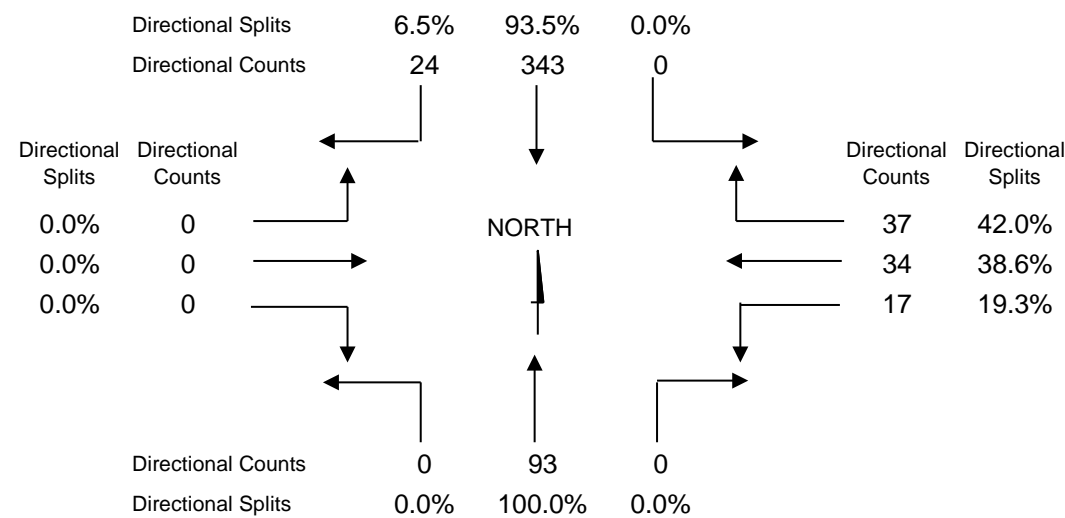 Directional Splits 6.5% 93.5% 0.0%
Directional Counts 24 343 0
Directional Directional Directional Directional
Splits Counts Counts Splits
0.0% 0 NORTH 37 42.0%
0.0% 0 34 38.6%
0.0% 0 17 19.3%
Directional Counts 0 93 0
Directional Splits 0.0% 100.0% 0.0%